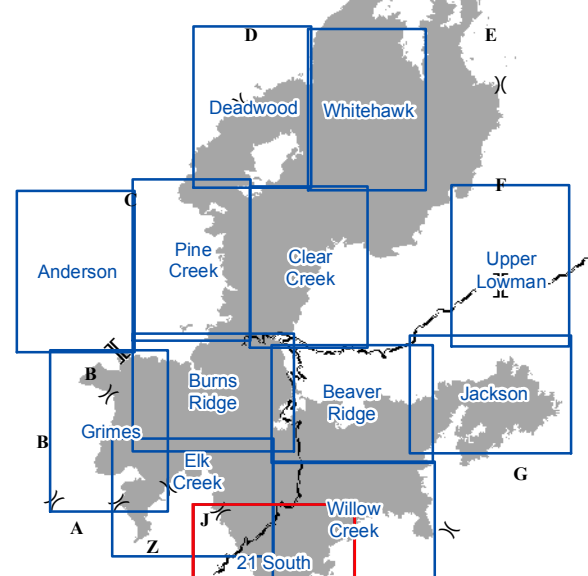 D
E
Deadwood
Whitehawk
C
F
Pine
Creek
Clear
Creek
Anderson
Upper
Lowman
B
Burns
Ridge
Beaver
Ridge
Jackson
B
Grimes
Elk
Creek
G
A
Z
J
Willow
Creek
21 South